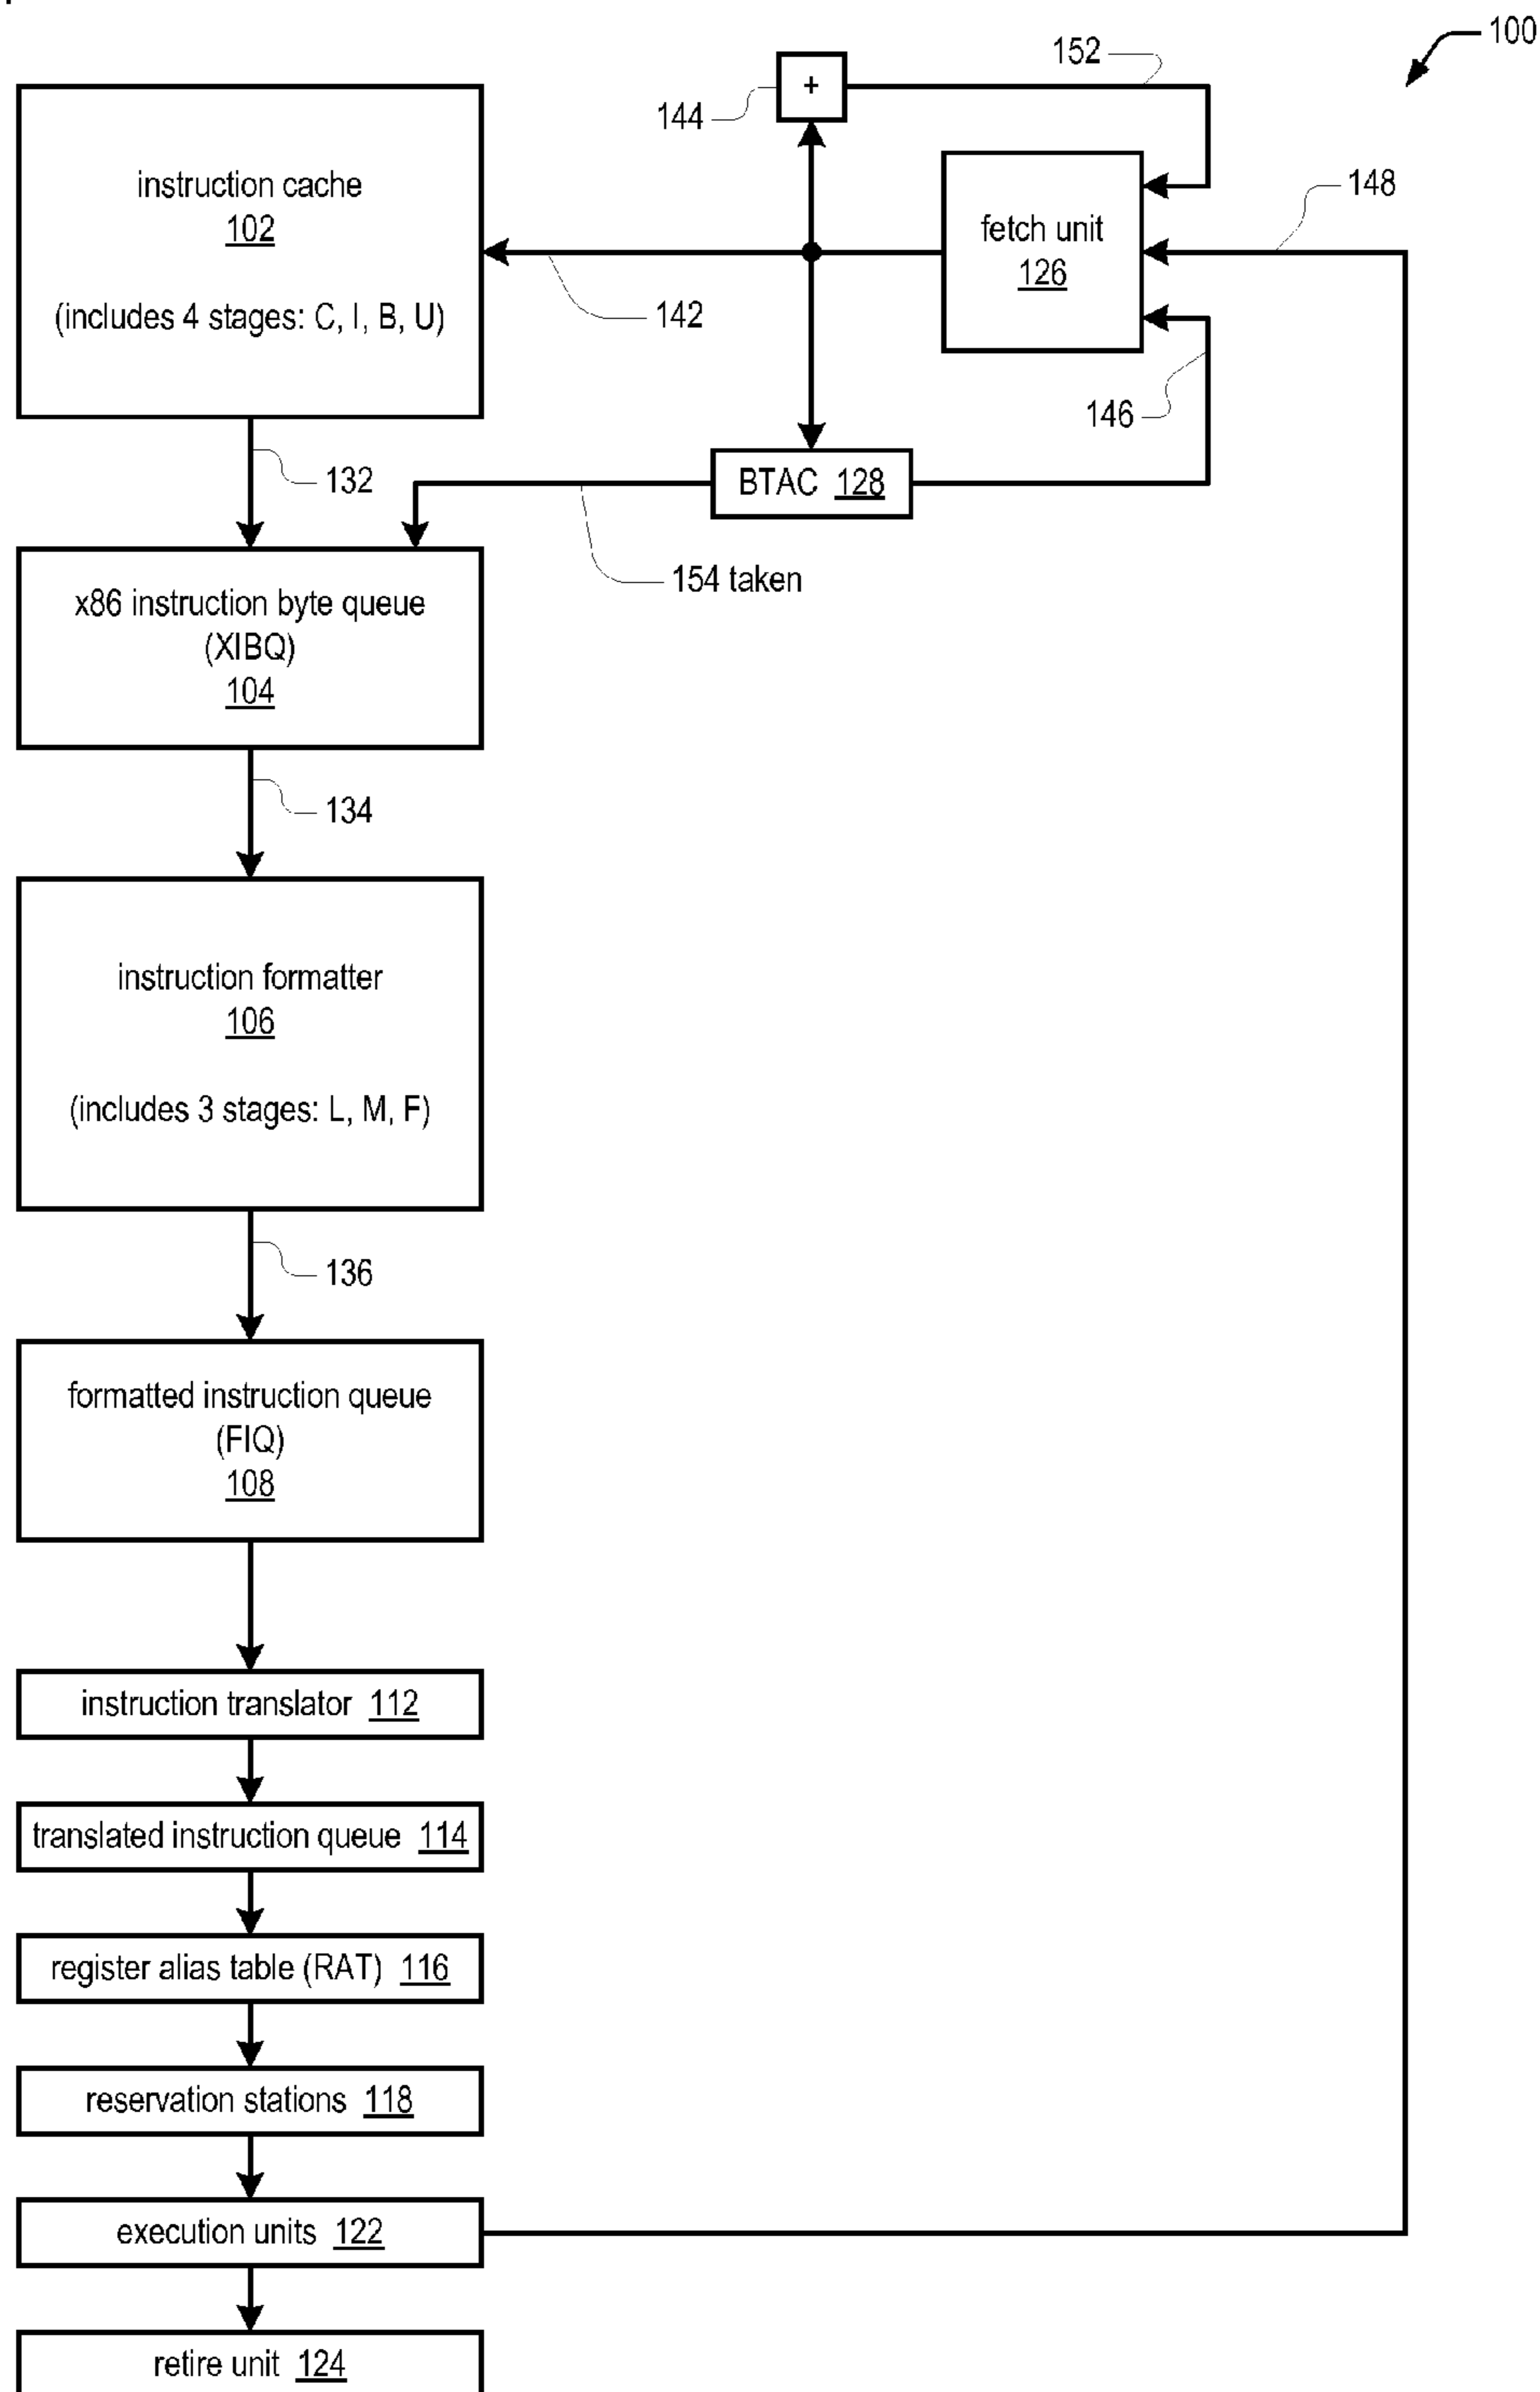 100
152
+
144
instruction cache
102
(includes 4 stages: C, I, B, U)
148
fetch unit
126
142
146
132
BTAC 128
154 taken
x86 instruction byte queue
(XIBQ)
104
134
instruction formatter
106
(includes 3 stages: L, M, F)
136
formatted instruction queue
(FIQ)
108
instruction translator 112
translated instruction queue 114
register alias table (RAT) 116
reservation stations 118
execution units 122
retire unit 124